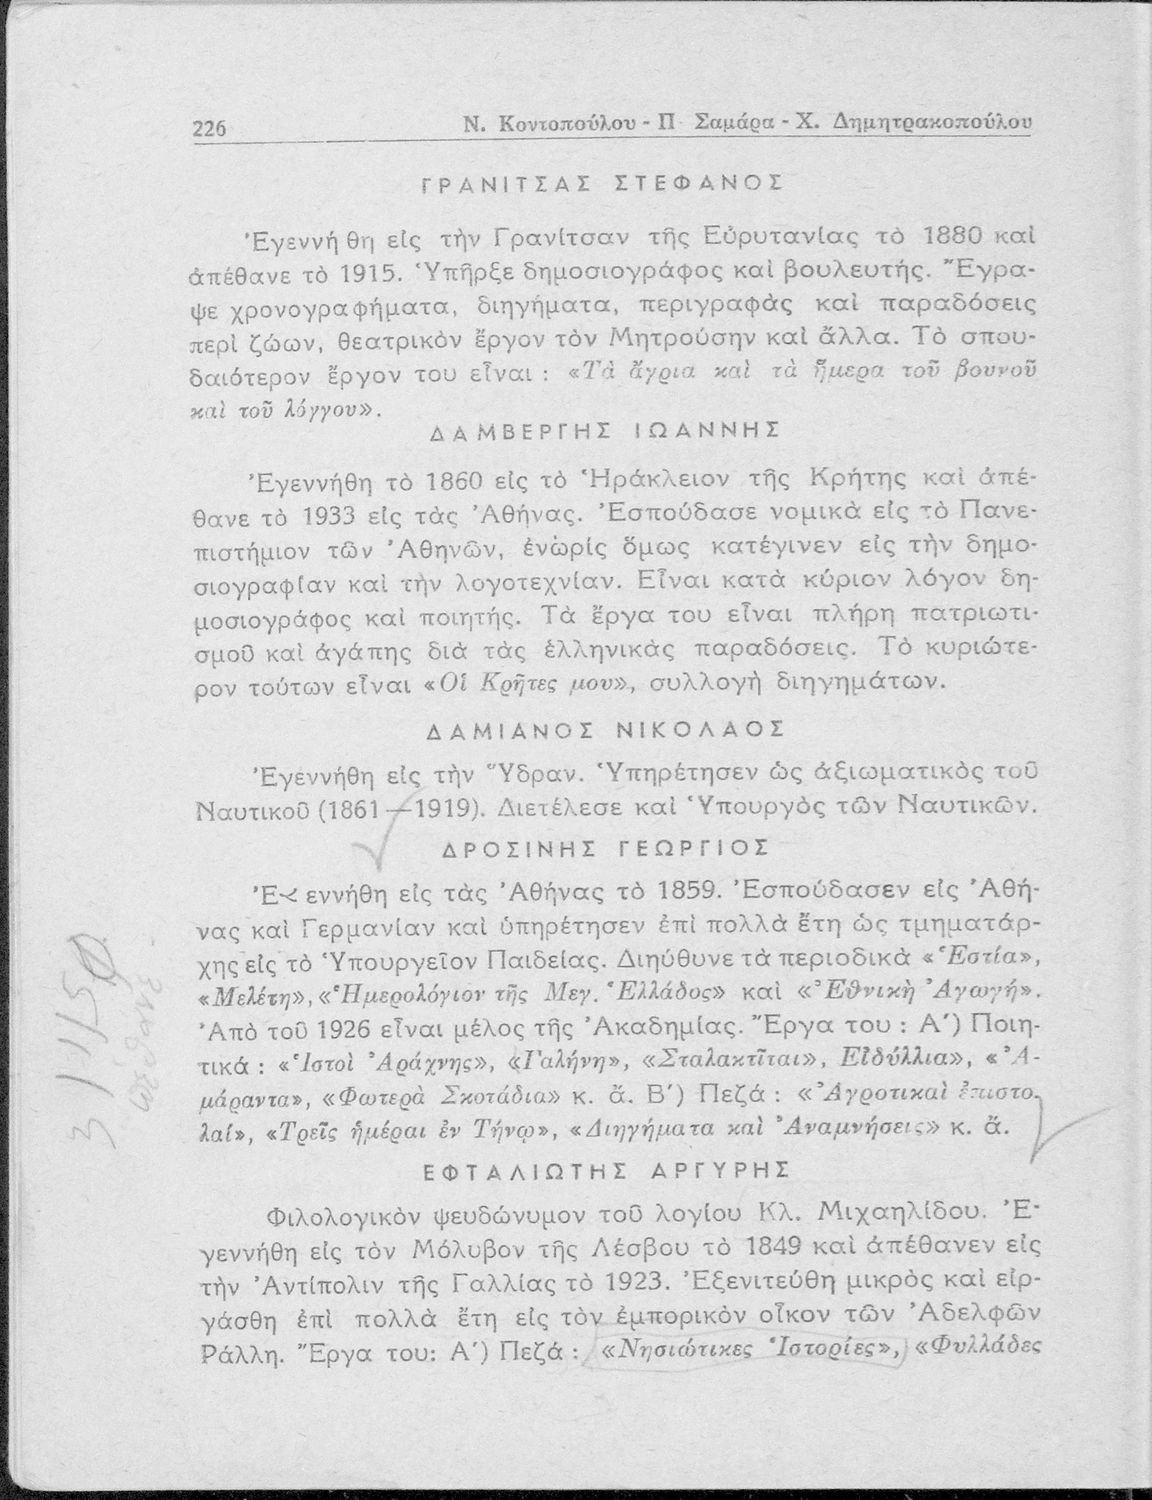 226
Ν. Κοντοπούλου - Π Σαμάρα - Χ. Δημητρακοπούλου
ΓΡΑΝΙΤΣΑΣ ΣΤΕΦΑΝΟΣ
Ἐγεννήθη εἰς τὴν Γρανίτσαν τῆς Εὐρυτανίας τὸ 1880 καὶ
ἀπέθανε τὸ 1915. Ὑπῆρξε δημοσιογράφος καὶ βουλευτής. Ἔγρα-
ψε χρονογραφήματα, διηγήματα, περιγραφὰς καὶ παραδόσεις
περὶ ζώων, θεατρικὸν ἔργον τὸν Μητρούσην καὶ ἄλλα. Τὸ σπου-
δαιότερον ἔργον του εἶναι : «Τὰ ἄγρια καὶ τὰ ἥμερα τοῦ βουνοῦ
καὶ τοῦ λόγγου».
ΔΑΜΒΕΡΓΗΣ ΙΩΑΝΝΗΣ
Ἐγεννήθη τὸ 1860 εἰς τὸ Ἡράκλειον τῆς Κρήτης καὶ ἀπέ-
θανε τὸ 1933 εἰς τὰς Ἀθήνας. Ἐσπούδασε νομικὰ εἰς τὸ Πανε-
πιστήμιον τῶν Ἀθηνῶν, ἐνωρίς ὅμως κατέγινεν εἰς τὴν δημο-
σιογραφίαν καὶ τὴν λογοτεχνίαν. Εἶναι κατὰ κύριον λόγον δη-
μοσιογράφος καὶ ποιητής. Τὰ ἔργα του εἶναι πλήρη πατριωτι-
σμοῦ καὶ ἀγάπης διὰ τὰς ἑλληνικὰς παραδόσεις. Τὸ κυριώτε-
ρον τούτων εἶναι «Οἱ Κρῆτες μου», συλλογὴ διηγημάτων.
ΔΑΜΙΑΝΟΣ ΝΙΚΟΛΑΟΣ
Ἐγεννήθη εἰς τὴν Ὕδραν. Ὑπηρέτησεν ὡς ἀξιωματικὸς τοῦ
Ναυτικοῦ (1861—1919). Διετέλεσε καὶ Ὑπουργὸς τῶν Ναυτικῶν.
ΔΡΟΣΙΝΗΣ ΓΕΩΡΓΙΟΣ
Ἐγεννήθη εἰς τὰς Ἀθήνας τὸ 1859. Ἐσπούδασεν εἰς Ἀθή-
νας καὶ Γερμανίαν καὶ ὑπηρέτησεν ἐπὶ πολλὰ ἔτη ὡς τμηματάρ-
χης εἰς τὸ Ὑπουργεῖον Παιδείας. Διηύθυνε τὰ περιοδικὰ «Ἑστία»,
«Μελέτη», «Ἡμερολόγιον τῆς Μεγ. Ἑλλάδος» καὶ «Ἐθνικὴ Ἀγωγή».
Ἀπὸ τοῦ 1926 εἶναι μέλος τῆς Ἀκαδημίας. Ἔργα του : Α΄) Ποιη-
τικά : «Ἱστοὶ Ἀράχνης», «Γαλήνη», «Σταλακτῖται», Εἰδύλλια», «Ἀ-
μάραντα», «Φωτερὰ Σκοτάδια» κ. ἄ. Β΄) Πεζά : «Ἀγροτικαὶ ἐπιστο-
λαί», «Τρεῖς ἡμέραι ἐν Τήνῳ», «Διηγήματα καὶ Ἀναμνήσεις» κ. ἄ.
3/1/50
ἀπέθανε
ΕΦΤΑΛΙΩΤΗΣ ΑΡΓΥΡΗΣ
Φιλολογικὸν ψευδώνυμον τοῦ λογίου Κλ. Μιχαηλίδου. Ἐ-
γεννήθη εἰς τὸν Μόλυβον τῆς Λέσβου τὸ 1849 καὶ ἀπέθανεν εἰς
τὴν Ἀντίπολιν τῆς Γαλλίας τὸ 1923. Ἐξενιτεύθη μικρὸς καὶ εἰρ-
γάσθη ἐπὶ πολλὰ ἔτη εἰς τὸν ἐμπορικὸν οἶκον τῶν Ἀδελφῶν
Ράλλη. Ἔργα του: Α΄) Πεζά : «Νησιώτικες Ἱστορίες», «Φυλλάδες